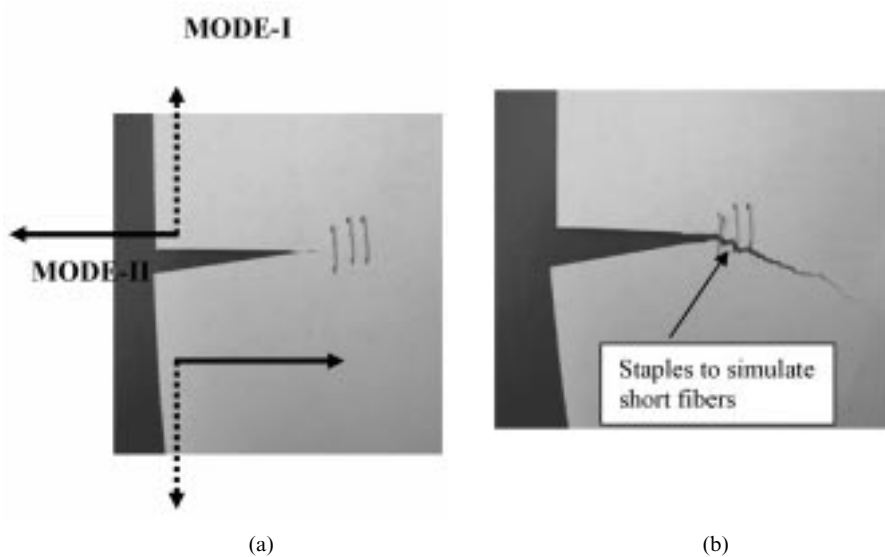 MODE-I
MODE-II
Staples to simulate
short fibers
(a)
(b)